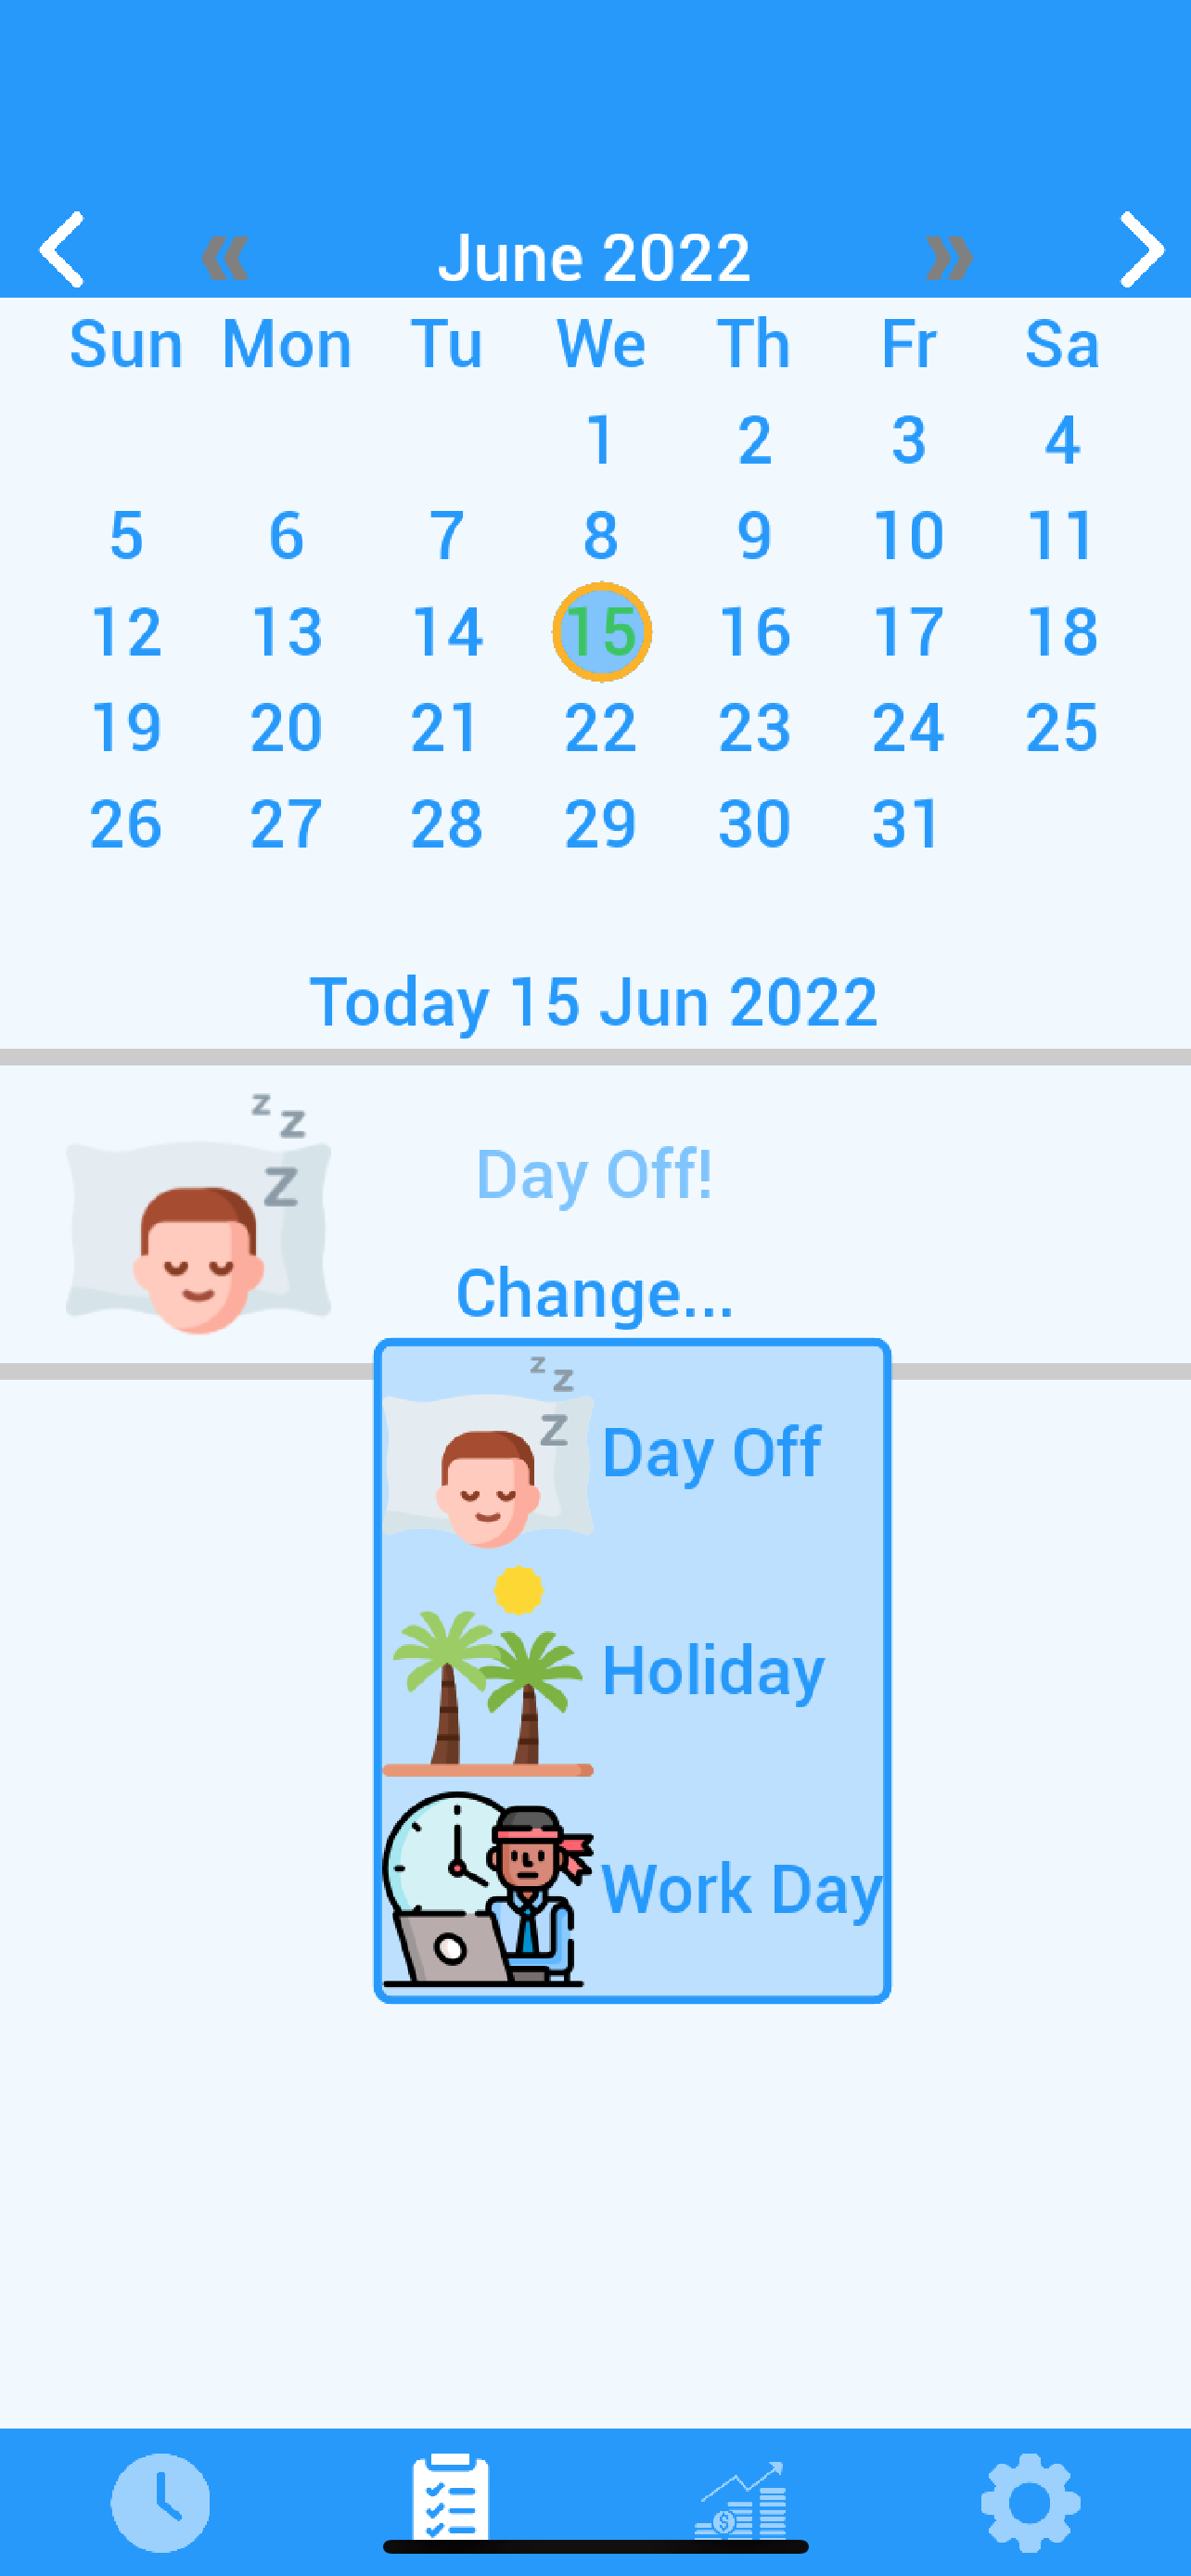 « June 2022 »
Sun Mon Tu We Th Fr Sa
1 2 3 4
5 6 7 8 9 10 11
12 13 14 15 16 17 18
19 20 21 22 23 24 25
26 27 28 29 30 31
Today 15 Jun 2022
z z Z
Day Off!
Change...
z z Z
Day Off
Holiday
Work Day
$